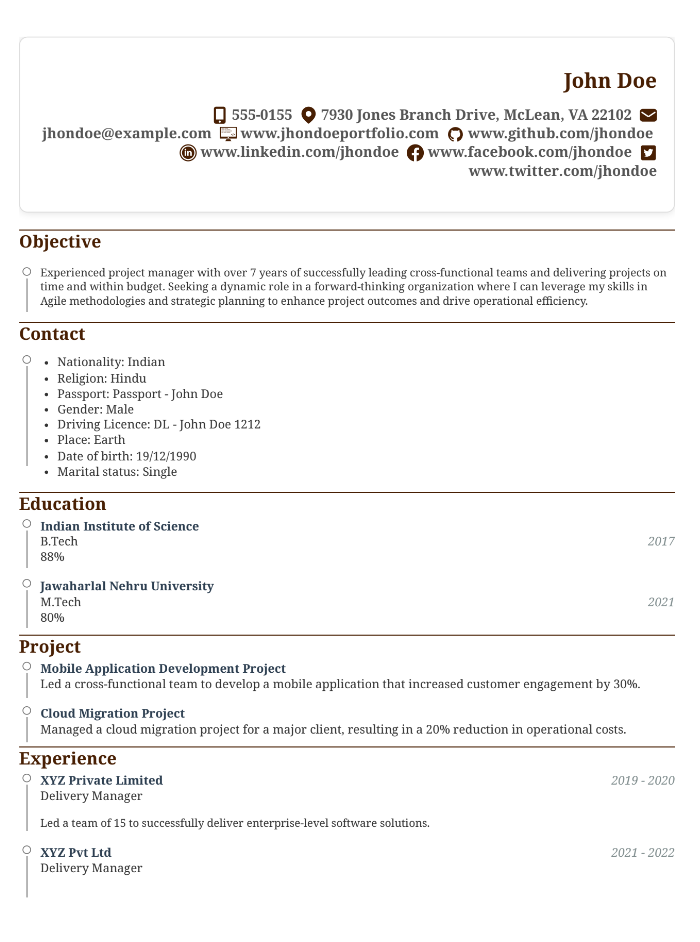 John Doe
555-0155 7930 Jones Branch Drive, McLean, VA 22102
jhondoe@example.com www.jhondoeportfolio.com www.github.com/jhondoe
www.linkedin.com/jhondoe www.facebook.com/jhondoe
www.twitter.com/jhondoe
Objective
Experienced project manager with over 7 years of successfully leading cross-functional teams and delivering projects on
time and within budget. Seeking a dynamic role in a forward-thinking organization where I can leverage my skills in
Agile methodologies and strategic planning to enhance project outcomes and drive operational efficiency.
Contact
• Nationality: Indian
• Religion: Hindu
• Passport: Passport - John Doe
• Gender: Male
• Driving Licence: DL - John Doe 1212
• Place: Earth
• Date of birth: 19/12/1990
• Marital status: Single
Education
Indian Institute of Science
B.Tech 2017
88%
Jawaharlal Nehru University
M.Tech 2021
80%
Project
Mobile Application Development Project
Led a cross-functional team to develop a mobile application that increased customer engagement by 30%.
Cloud Migration Project
Managed a cloud migration project for a major client, resulting in a 20% reduction in operational costs.
Experience
XYZ Private Limited 2019 - 2020
Delivery Manager
Led a team of 15 to successfully deliver enterprise-level software solutions.
XYZ Pvt Ltd 2021 - 2022
Delivery Manager